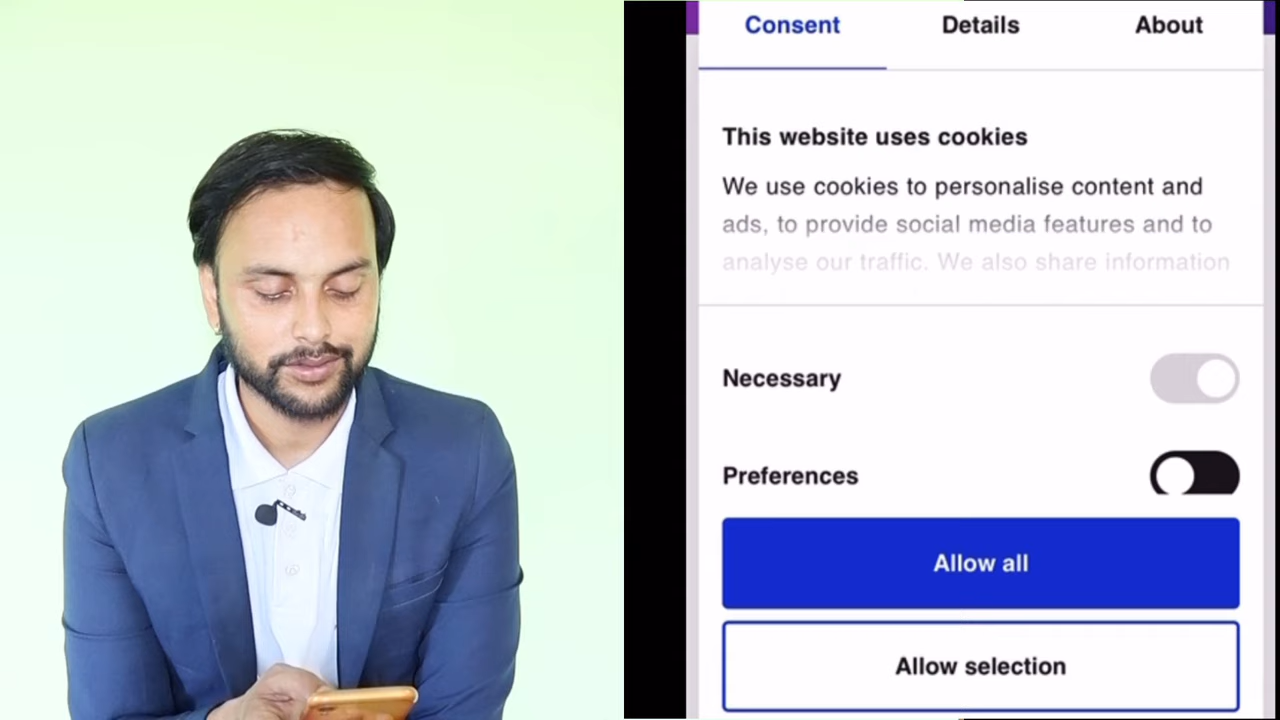 Consent Details About
This website uses cookies
We use cookies to personalise content and
ads, to provide social media features and to
analyse our traffic. We also share information
Necessary
Preferences
Allow all
Allow selection